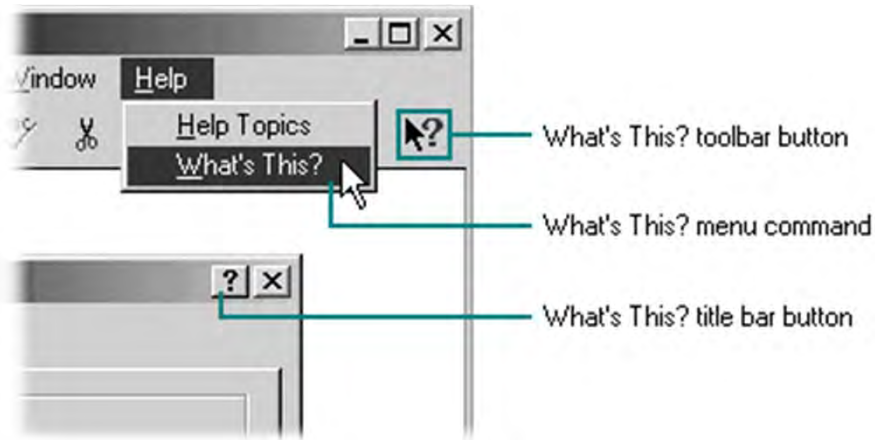 Window Help
Help Topics
What's This?
?
What's This? toolbar button
What's This? menu command
?
What's This? title bar button